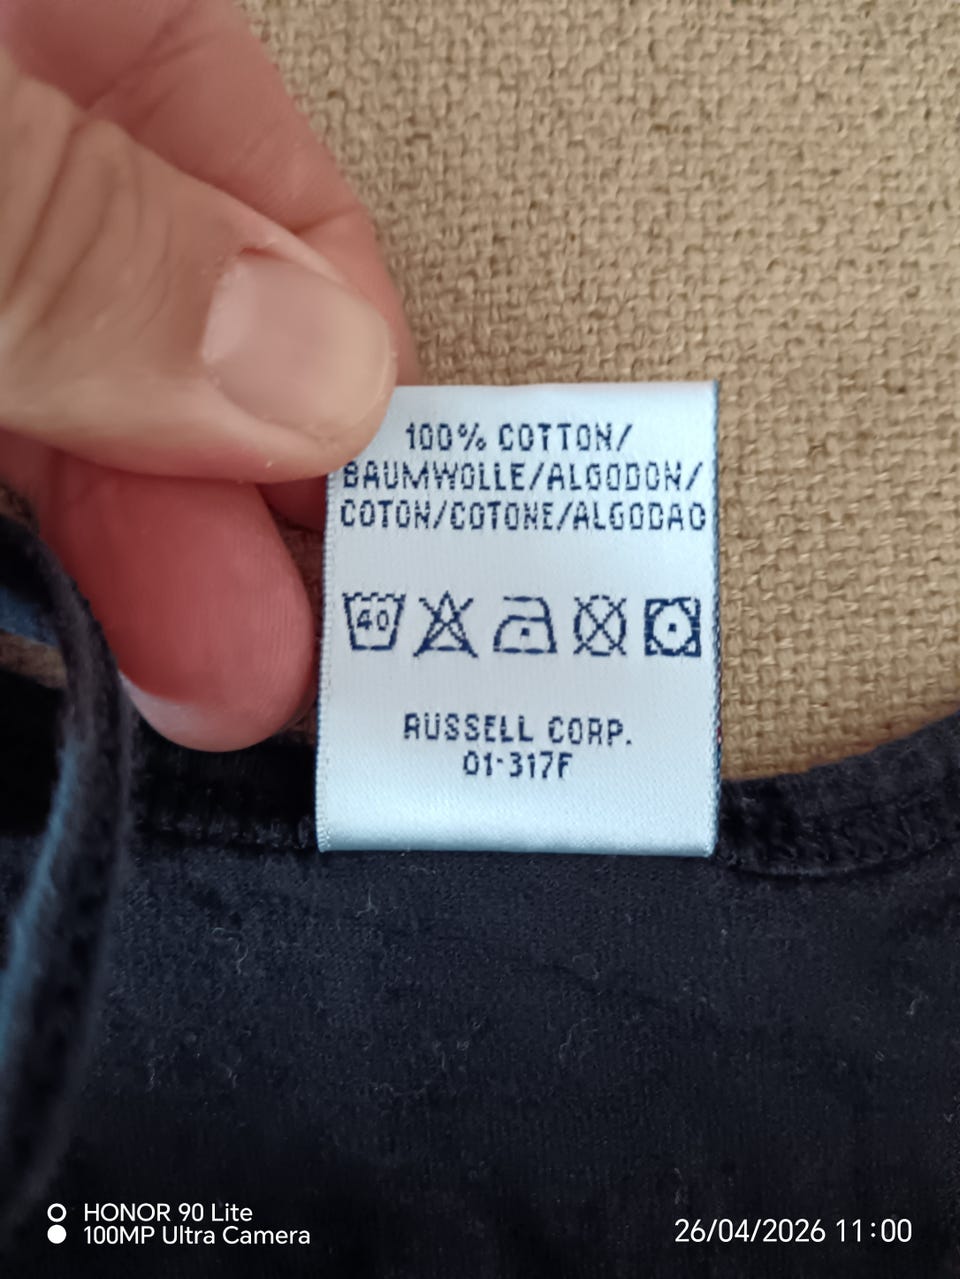 100% COTTON/
BAUMWOLLE/ALGODON/
COTON/COTONE/ALGODAO
40
RUSSELL CORP.
01-317F
HONOR 90 Lite
100MP Ultra Camera
26/04/2026 11:00